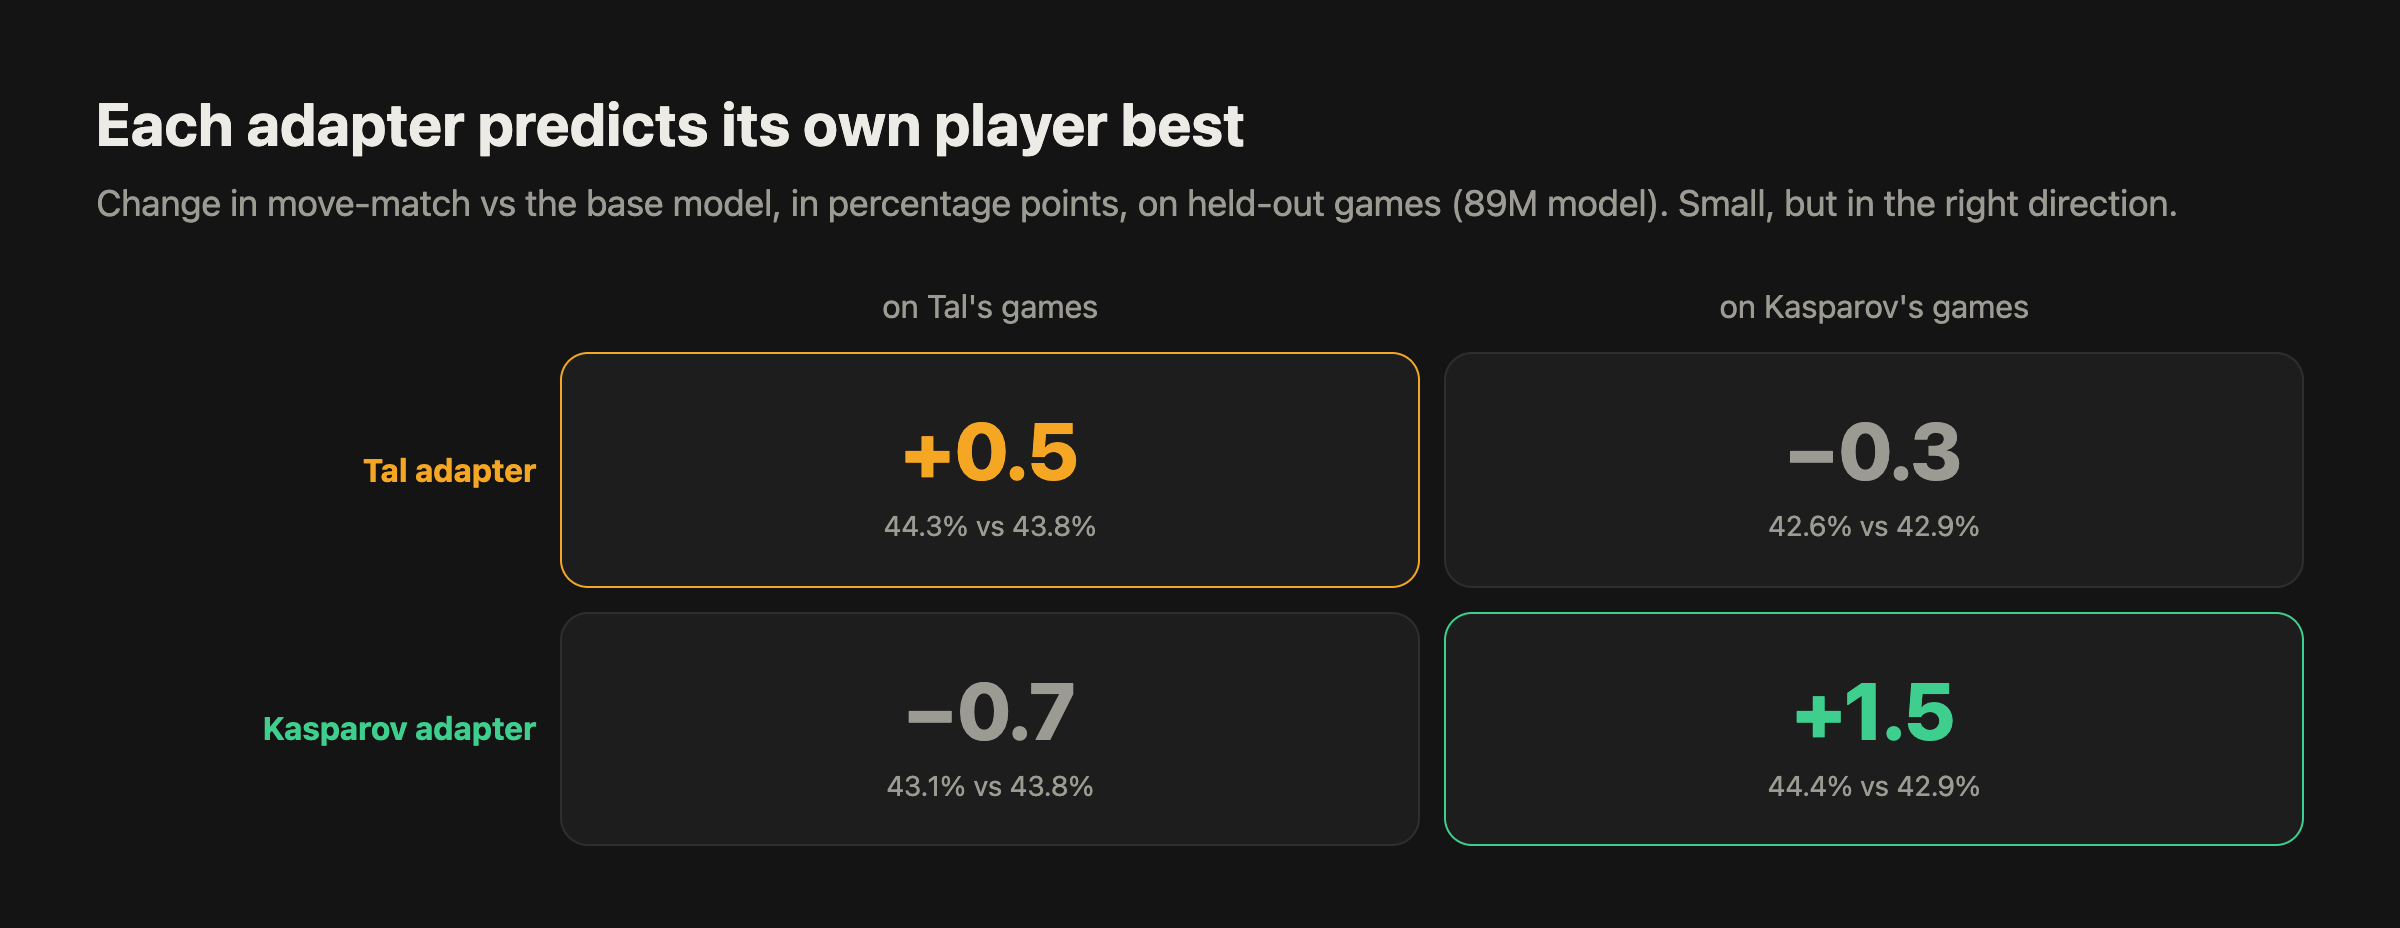 Each adapter predicts its own player best
Change in move-match vs the base model, in percentage points, on held-out games (89M model). Small, but in the right direction.
on Tal's games
on Kasparov's games
Tal adapter
+0.5
44.3% vs 43.8%
−0.3
42.6% vs 42.9%
Kasparov adapter
−0.7
43.1% vs 43.8%
+1.5
44.4% vs 42.9%